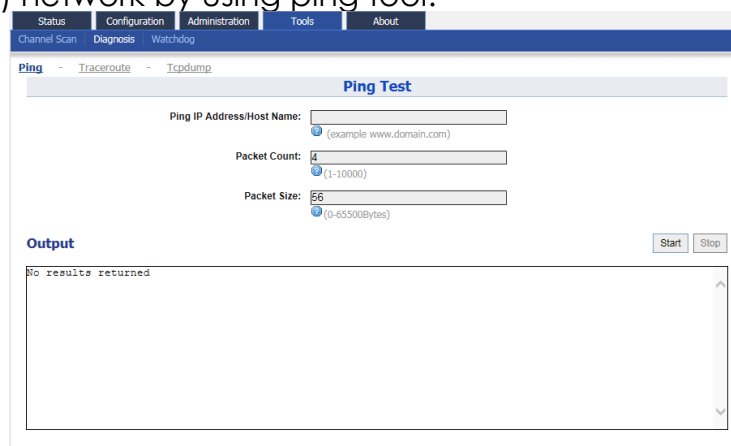 ) network by using ping tool.
Status Configuration Administration Tools About
Channel Scan Diagnosis Watchdog
Ping - Traceroute - Tcpdump
Ping Test
Ping IP Address/Host Name:
(example www.domain.com)
Packet Count: 4
(1-10000)
Packet Size: 56
(0-65500Bytes)
Output Start Stop
No results returned